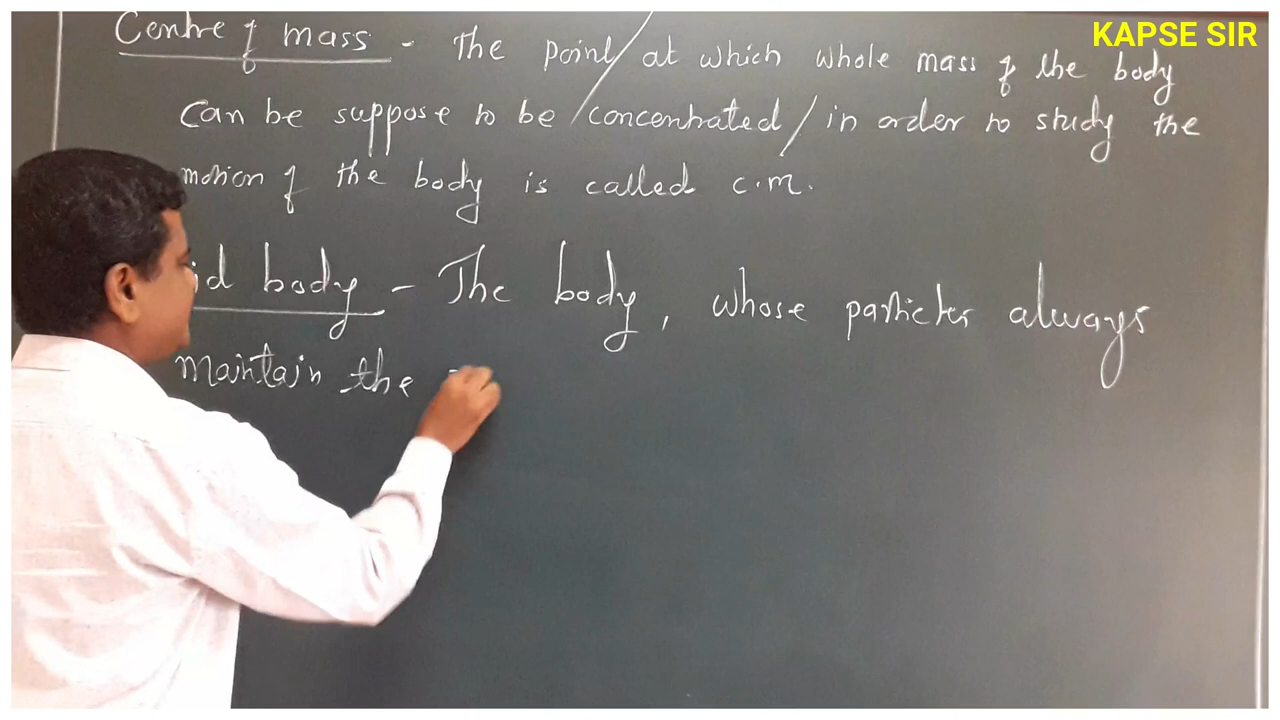 KAPSE SIR
Centre of mass - The point at which whole mass of the body
Can be suppose to be concentrated in order to study the
motion of the body is called c.m.
id body - The body, whose particles always
maintain the